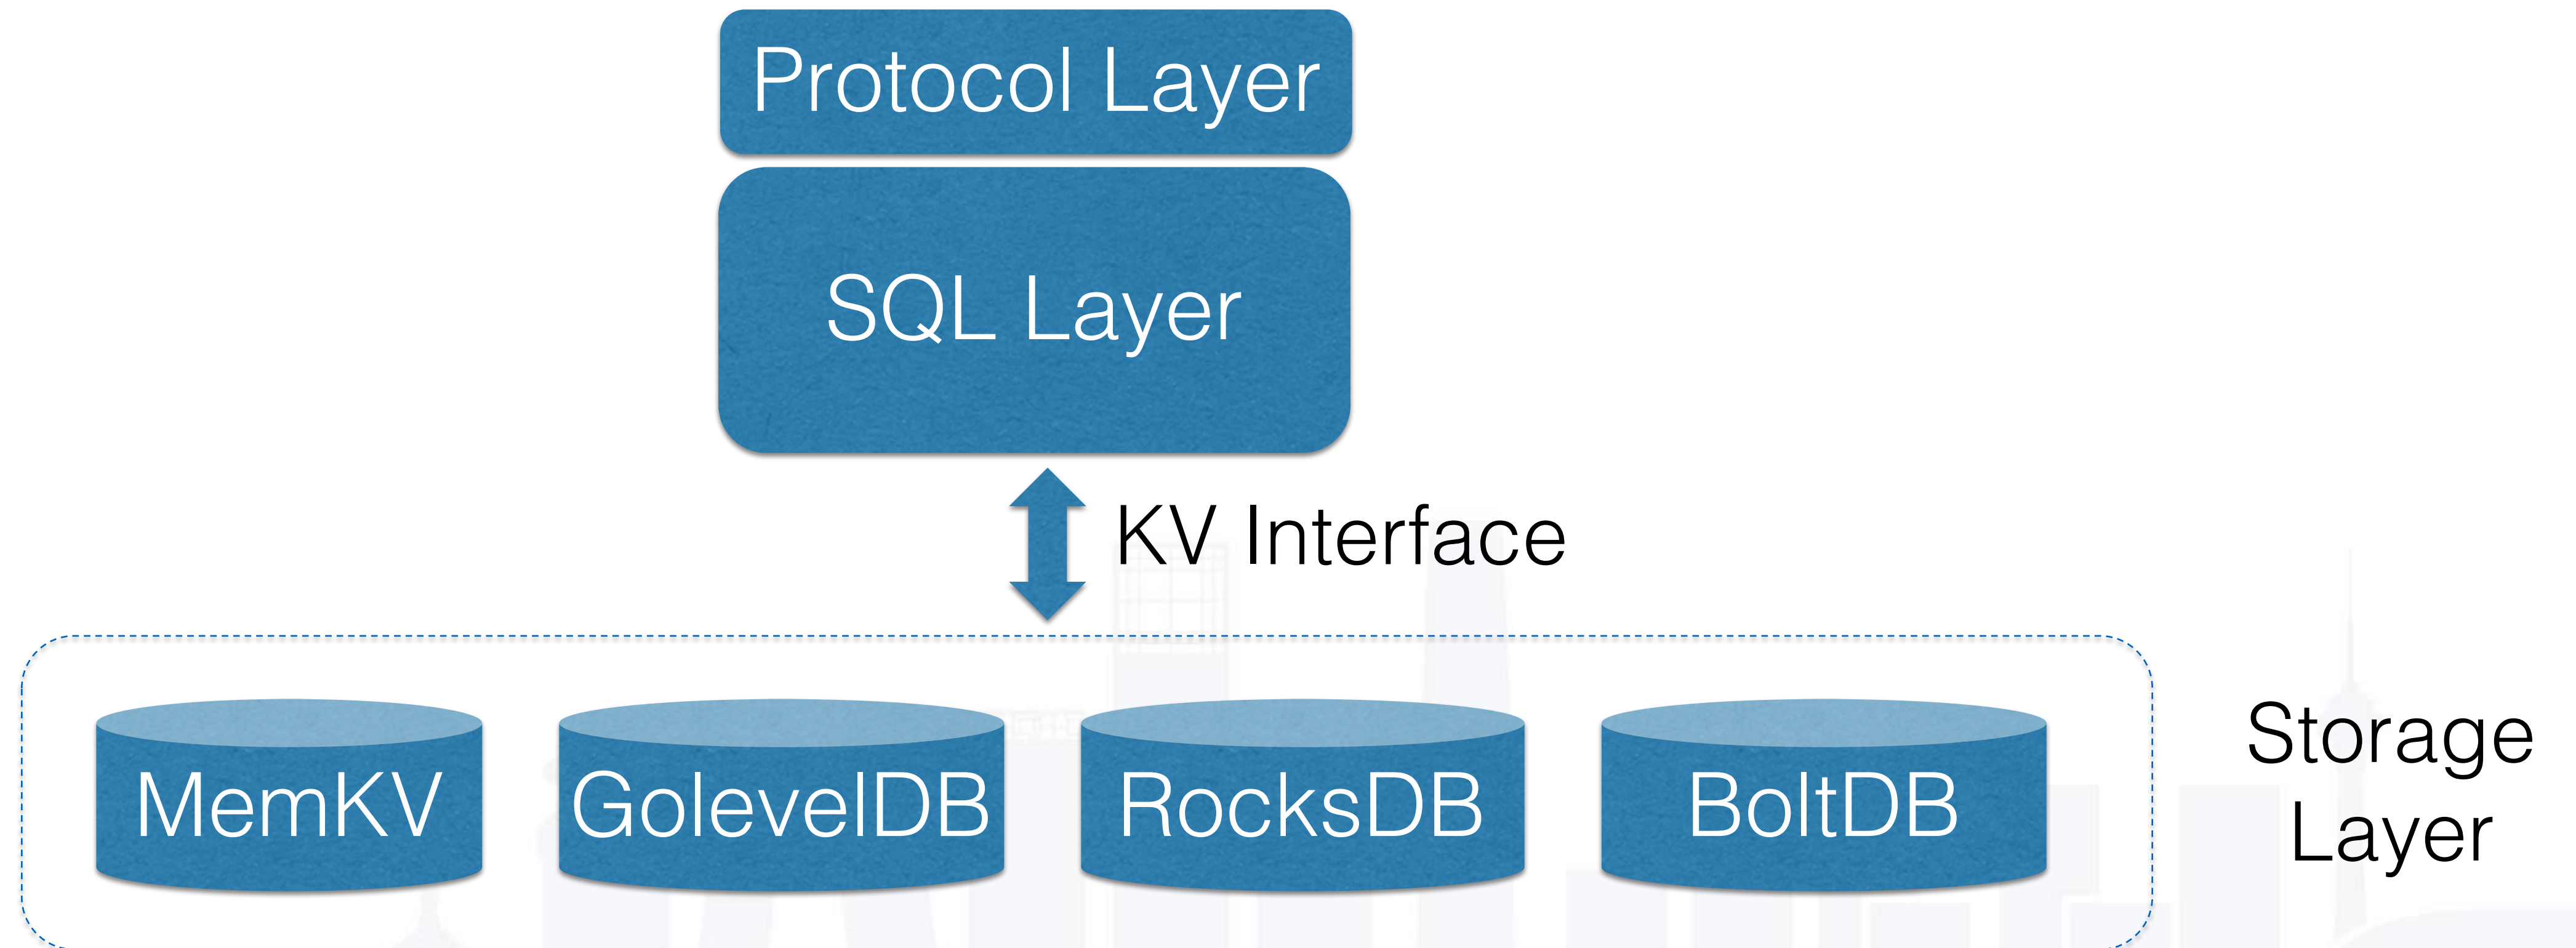 Protocol Layer
SQL Layer
KV Interface
MemKV
GolevelDB
RocksDB
BoltDB
Storage
Layer